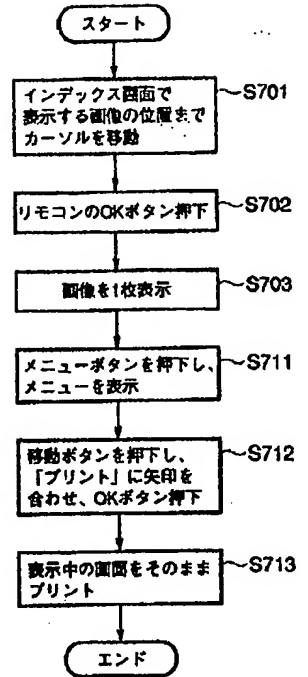 スタート
インデックス画面で
表示する画像の位置まで
カーソルを移動
S701
リモコンのOKボタン押下
S702
画像を1枚表示
S703
メニューボタンを押下し、
メニューを表示
S711
移動ボタンを押下し、
「プリント」に矢印を
合わせ、OKボタン押下
S712
表示中の画面をそのまま
プリント
S713
エンド